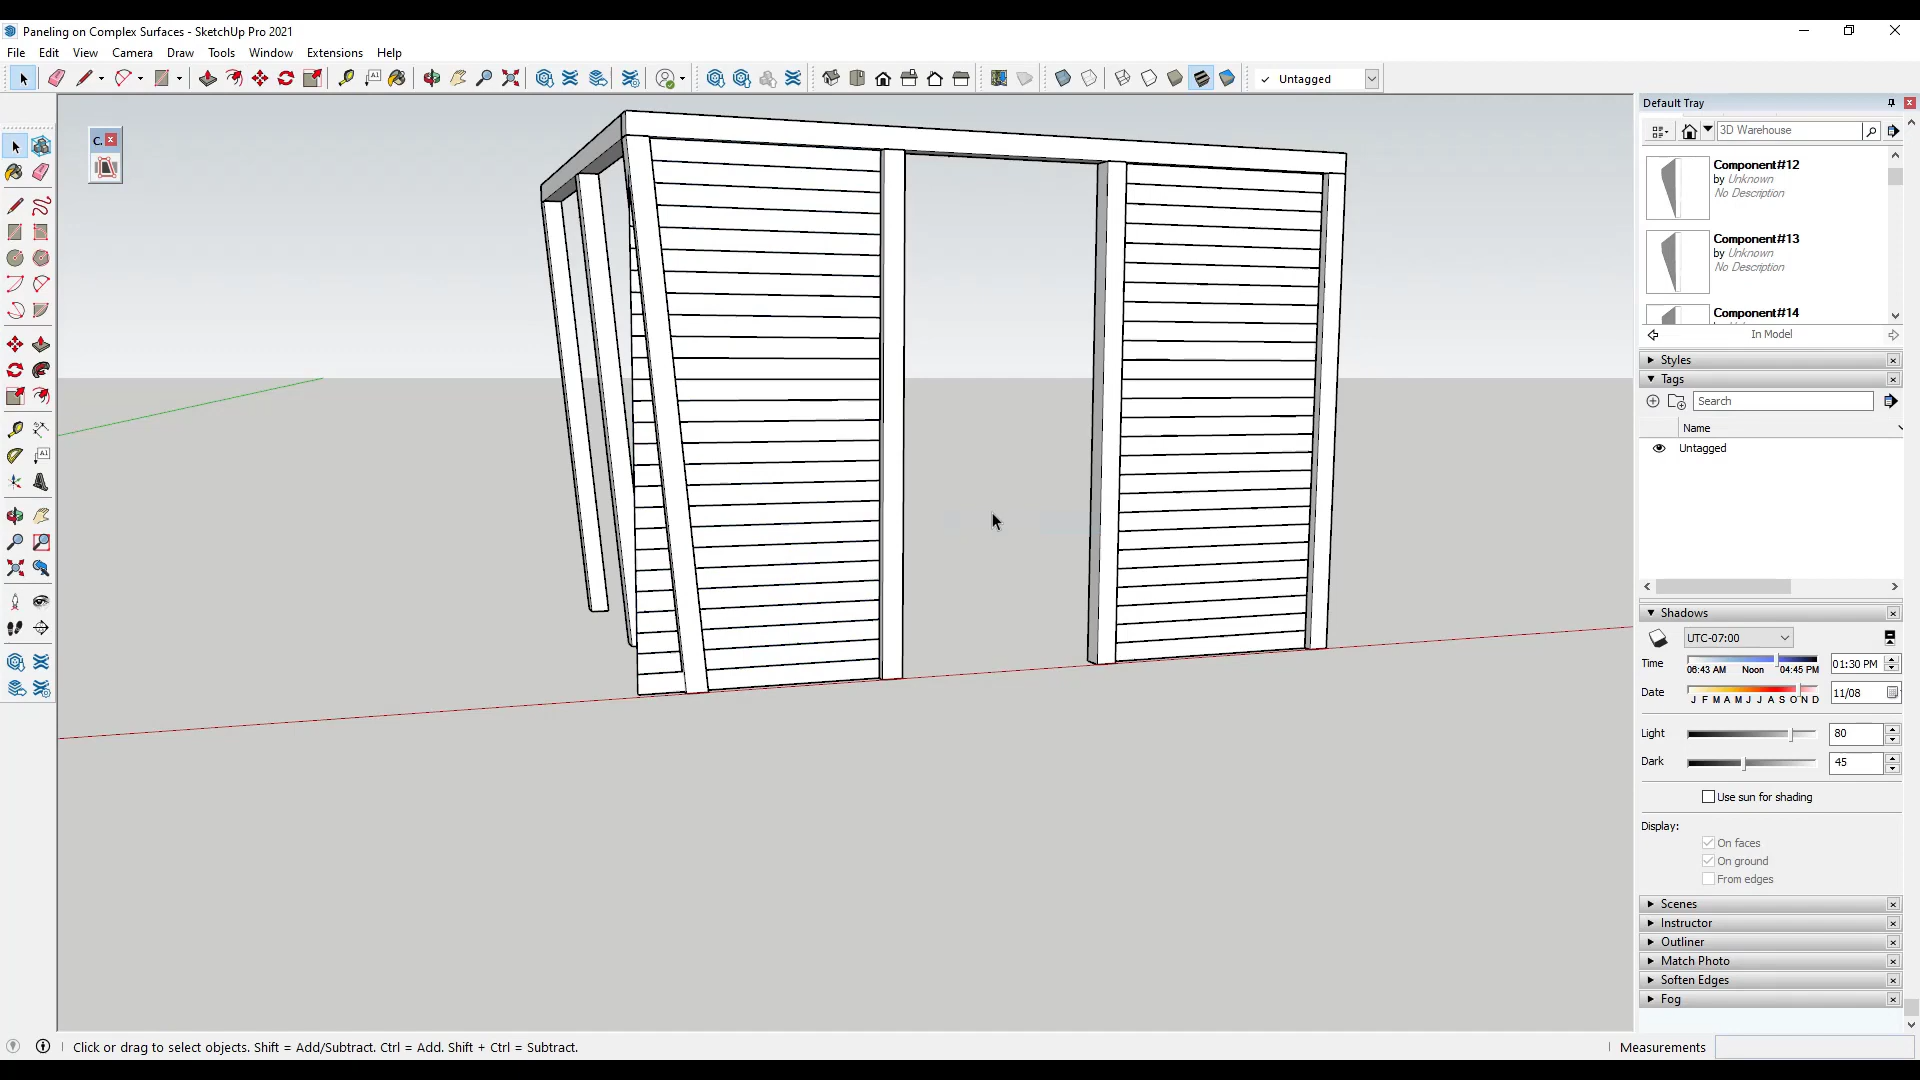 Paneling on Complex Surfaces - SketchUp Pro 2021
File Edit View Camera Draw Tools Window Extensions Help
A1
Untagged
Default Tray
C.
3D Warehouse
Component#12
by Unknown
No Description
Component#13
by Unknown
No Description
Component#14
In Model
Styles
Tags
Search
Name
Untagged
A1
Shadows
UTC-07:00
Time
06:43 AM Noon 04:45 PM
01:30 PM
Date
J F M A M J J A S O N D
11/08
Light
80
Dark
45
Use sun for shading
Display:
On faces
On ground
From edges
Scenes
Instructor
Outliner
Match Photo
Soften Edges
Fog
Click or drag to select objects. Shift = Add/Subtract. Ctrl = Add. Shift + Ctrl = Subtract.
Measurements